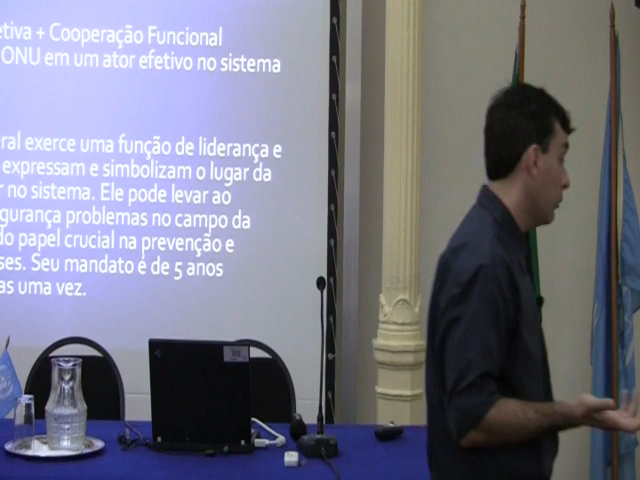 etiva + Cooperação Funcional
ONU em um ator efetivo no sistema
ral exerce uma função de liderança e
expressam e simbolizam o lugar da
r no sistema. Ele pode levar ao
gurança problemas no campo da
do papel crucial na prevenção e
ses. Seu mandato é de 5 anos
as uma vez.